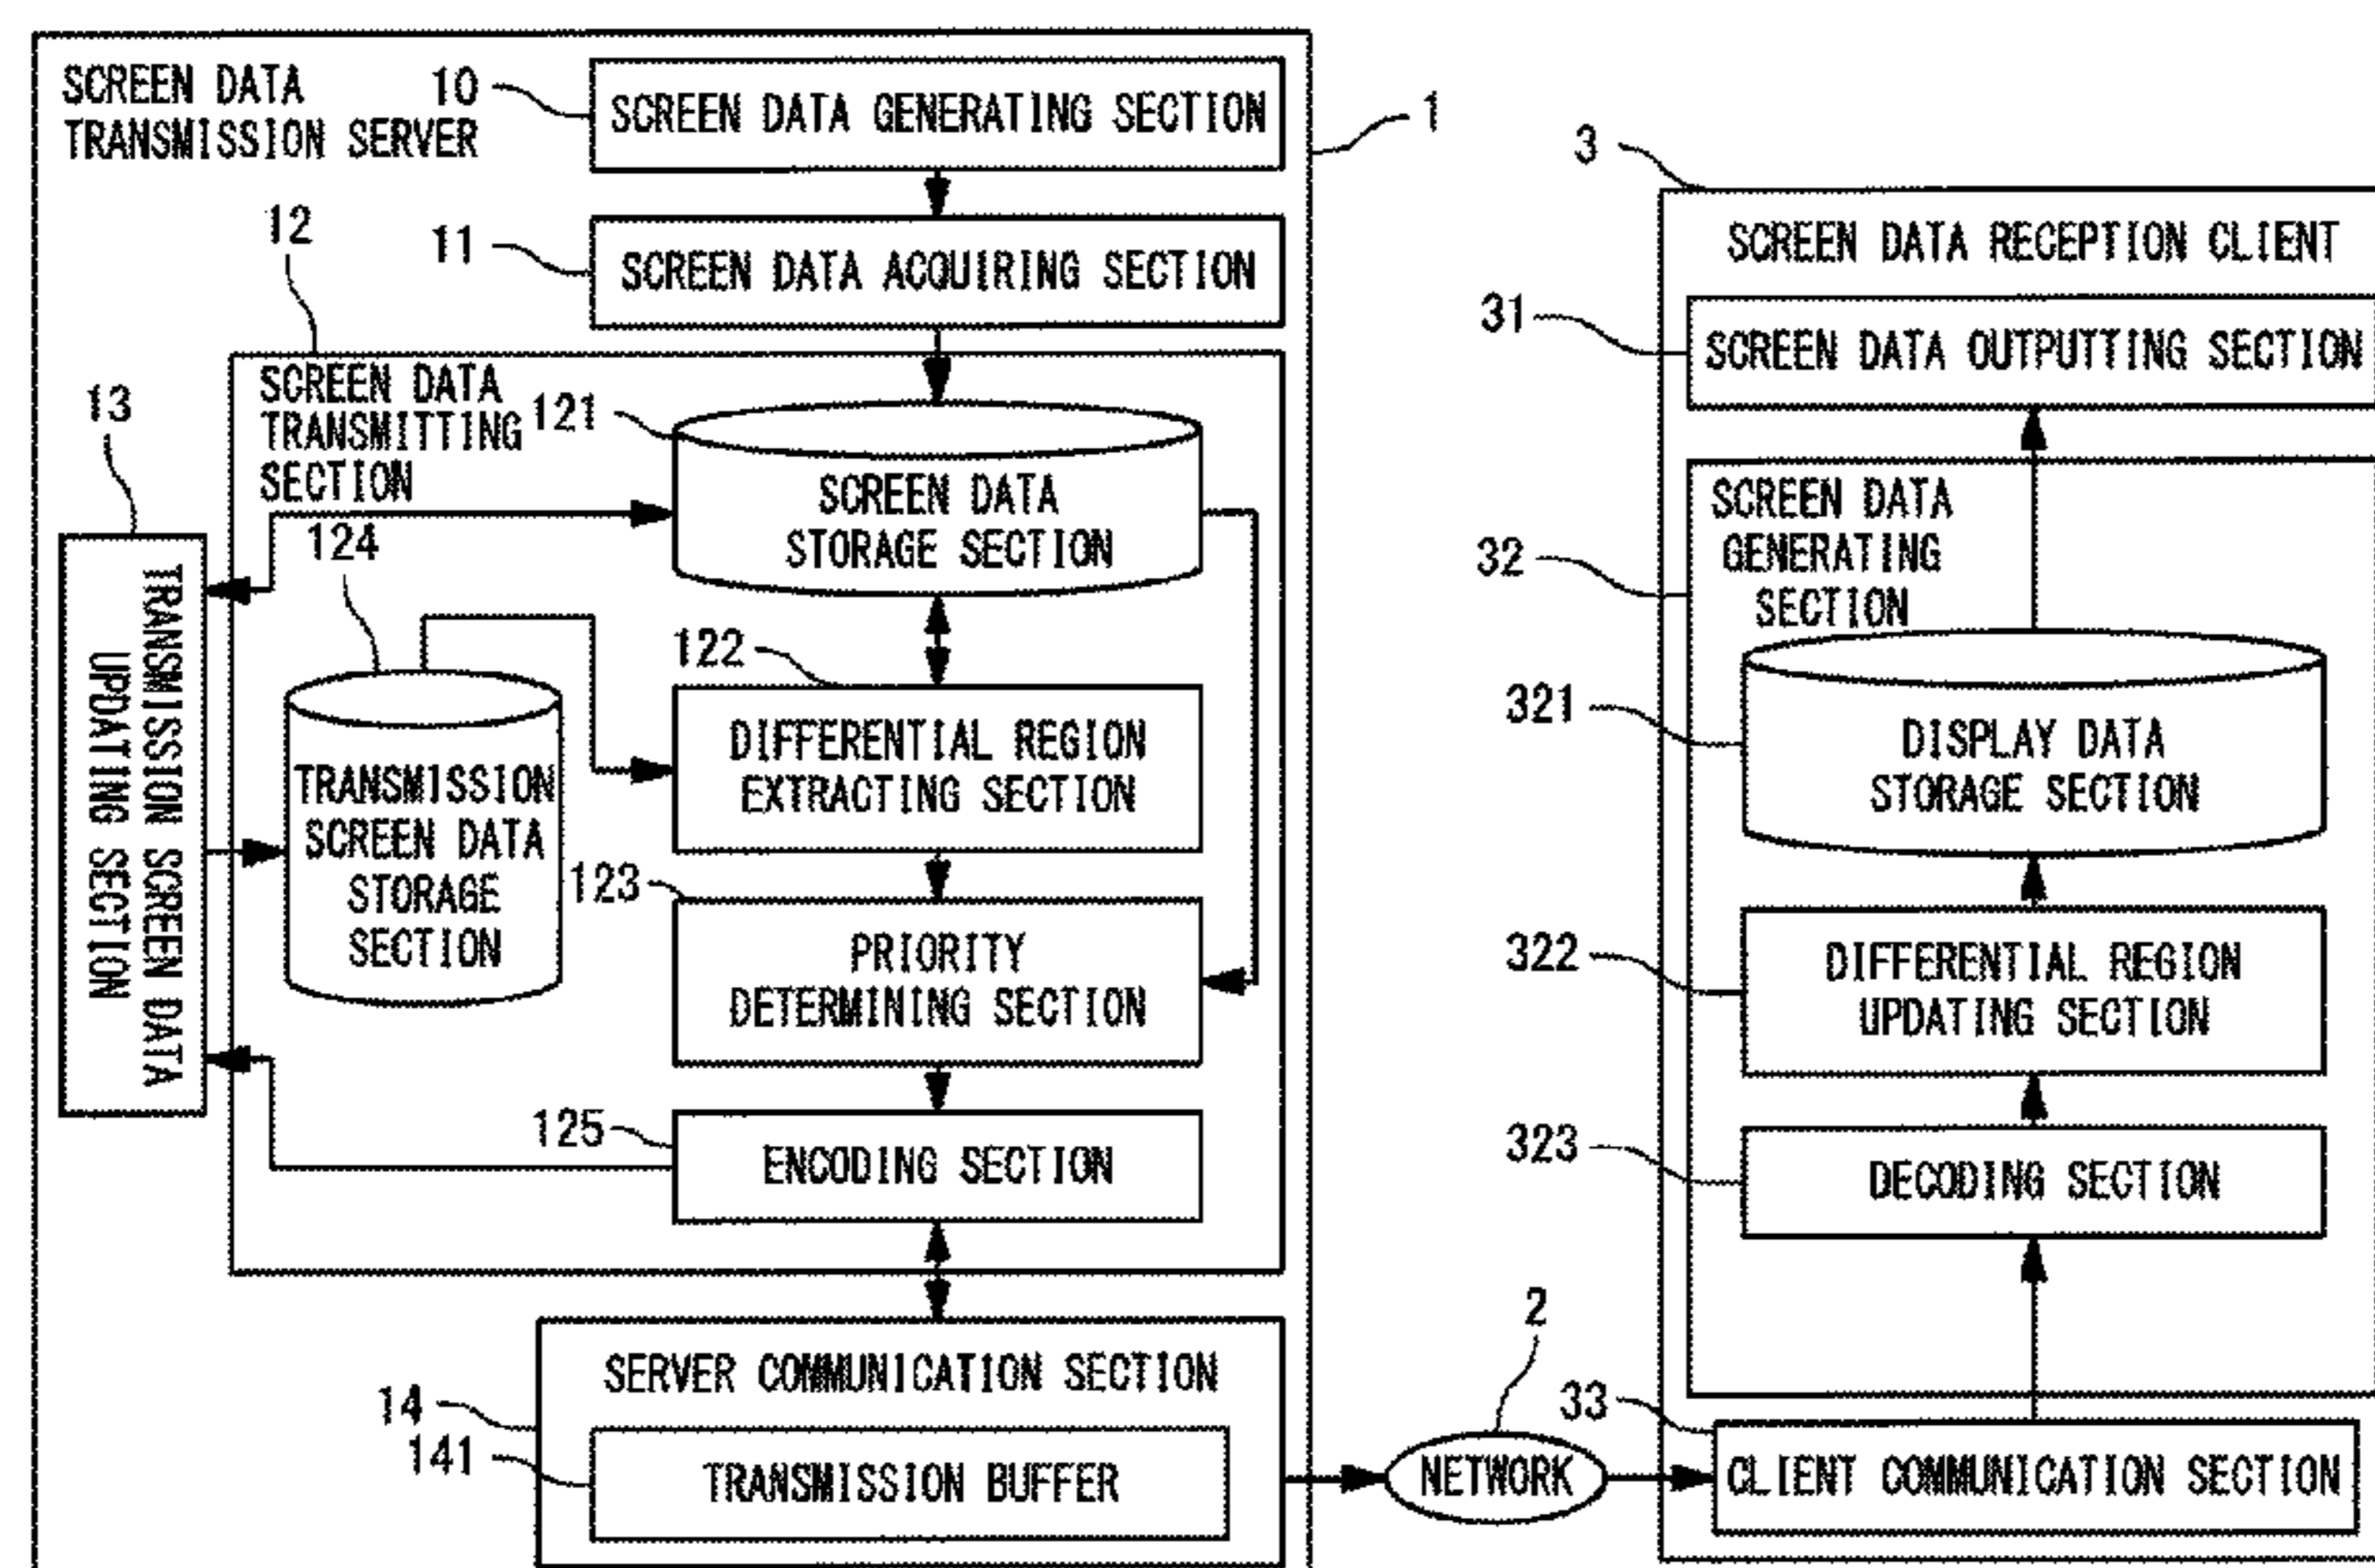 SCREEN DATA
TRANSMISSION SERVER
10
SCREEN DATA GENERATING SECTION
1
11
SCREEN DATA ACQUIRING SECTION
12
SCREEN DATA
TRANSMITTING
SECTION
13
TRANSMISSION SCREEN DATA
UPDATING SECTION
121
SCREEN DATA
STORAGE SECTION
124
TRANSMISSION
SCREEN DATA
STORAGE
SECTION
122
DIFFERENTIAL REGION
EXTRACTING SECTION
123
PRIORITY
DETERMINING SECTION
125
ENCODING SECTION
SERVER COMMUNICATION SECTION
14
141
TRANSMISSION BUFFER
2
NETWORK
3
SCREEN DATA RECEPTION CLIENT
31
SCREEN DATA OUTPUTTING SECTION
32
SCREEN DATA
GENERATING
SECTION
321
DISPLAY DATA
STORAGE SECTION
322
DIFFERENTIAL REGION
UPDATING SECTION
323
DECODING SECTION
33
CLIENT COMMUNICATION SECTION